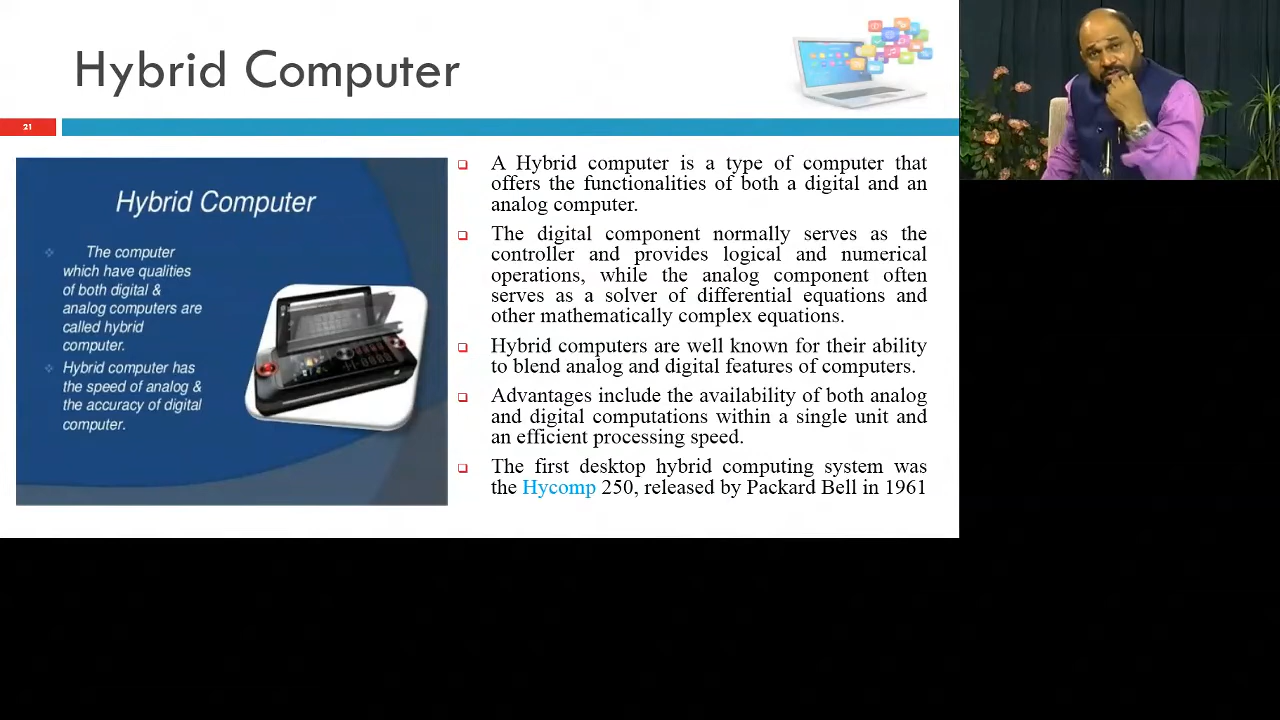 Hybrid Computer
21
Hybrid Computer
The computer
which have qualities
of both digital &
analog computers are
called hybrid
computer.
Hybrid computer has
the speed of analog &
the accuracy of digital
computer.
A Hybrid computer is a type of computer that
offers the functionalities of both a digital and an
analog computer.
The digital component normally serves as the
controller and provides logical and numerical
operations, while the analog component often
serves as a solver of differential equations and
other mathematically complex equations.
Hybrid computers are well known for their ability
to blend analog and digital features of computers.
Advantages include the availability of both analog
and digital computations within a single unit and
an efficient processing speed.
The first desktop hybrid computing system was
the Hycomp 250, released by Packard Bell in 1961